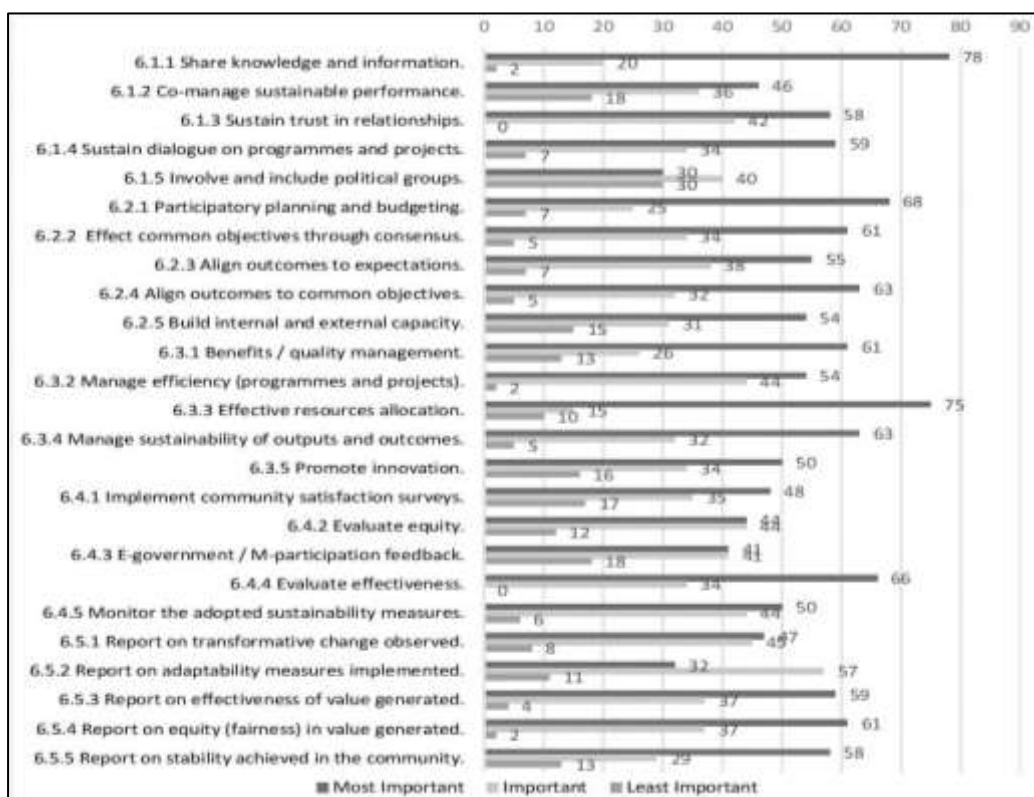 0 10 20 30 40 50 60 70 80 90
6.1.1 Share knowledge and information. 78 20 2
6.1.2 Co-manage sustainable performance. 46 36 18
6.1.3 Sustain trust in relationships. 58 42 0
6.1.4 Sustain dialogue on programmes and projects. 59 34 7
6.1.5 Involve and include political groups. 30 40 30
6.2.1 Participatory planning and budgeting. 68 25 7
6.2.2 Effect common objectives through consensus. 61 34 5
6.2.3 Align outcomes to expectations. 55 38 7
6.2.4 Align outcomes to common objectives. 63 32 5
6.2.5 Build internal and external capacity. 54 31 15
6.3.1 Benefits / quality management. 61 26 13
6.3.2 Manage efficiency (programmes and projects). 54 44 2
6.3.3 Effective resources allocation. 75 15 10
6.3.4 Manage sustainability of outputs and outcomes. 63 32 5
6.3.5 Promote innovation. 50 34 16
6.4.1 Implement community satisfaction surveys. 48 35 17
6.4.2 Evaluate equity. 44 44 12
6.4.3 E-government / M-participation feedback. 41 41 18
6.4.4 Evaluate effectiveness. 66 34 0
6.4.5 Monitor the adopted sustainability measures. 50 44 6
6.5.1 Report on transformative change observed. 47 45 8
6.5.2 Report on adaptability measures implemented. 32 57 11
6.5.3 Report on effectiveness of value generated. 59 37 4
6.5.4 Report on equity (fairness) in value generated. 61 37 2
6.5.5 Report on stability achieved in the community. 58 29 13
Most Important Important Least Important